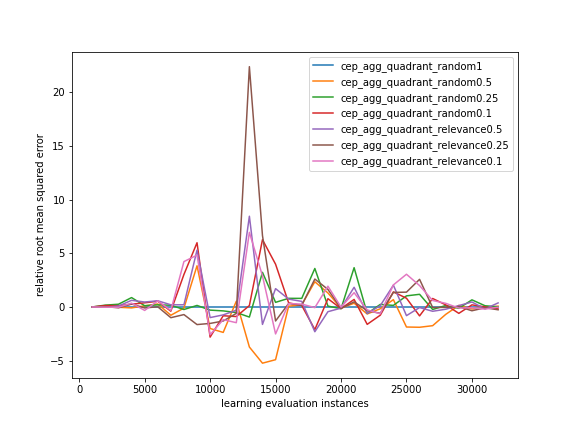 cep_agg_quadrant_random1
cep_agg_quadrant_random0.5
cep_agg_quadrant_random0.25
cep_agg_quadrant_random0.1
cep_agg_quadrant_relevance0.5
cep_agg_quadrant_relevance0.25
cep_agg_quadrant_relevance0.1
relative root mean squared error
20
15
10
5
0
−5
0 5000 10000 15000 20000 25000 30000
learning evaluation instances